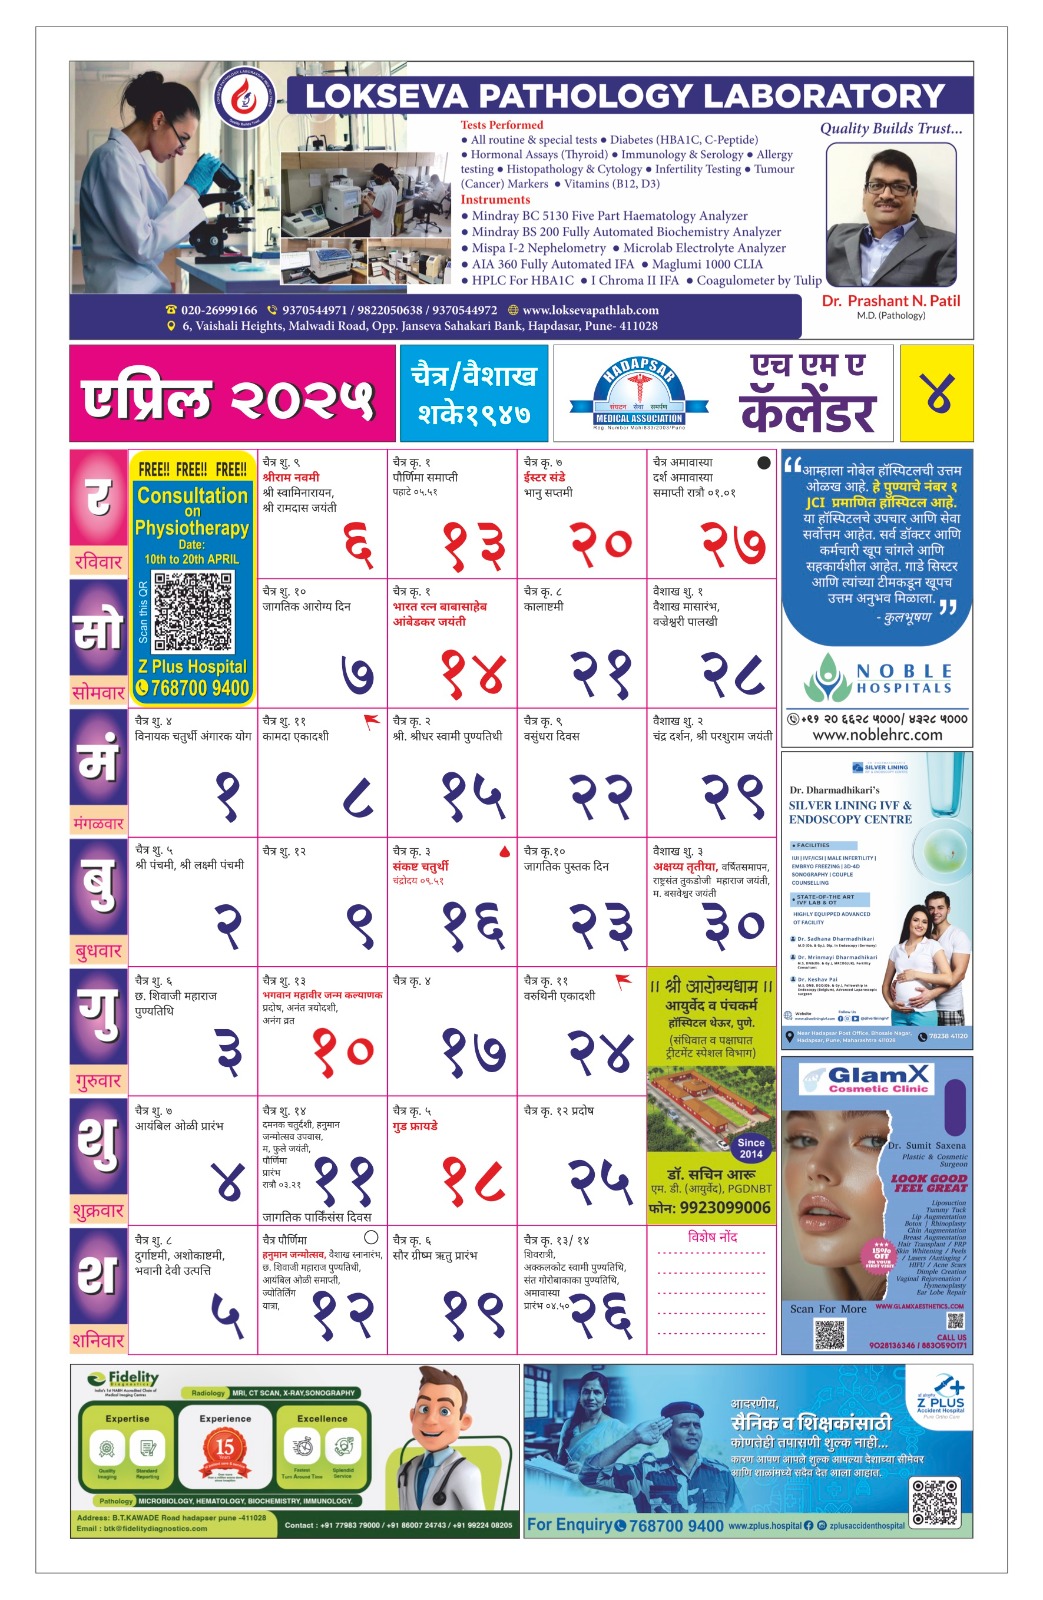 LOKSEVA PATHOLOGY LABORATORY
Tests Performed
● All routine & special tests ● Diabetes (HBA1C, C-Peptide)
● Hormonal Assays (Thyroid) ● Immunology & Serology ● Allergy
testing ● Histopathology & Cytology ● Infertility Testing ● Tumour
(Cancer) Markers ● Vitamins (B12, D3)
Instruments
● Mindray BC 5130 Five Part Haematology Analyzer
● Mindray BS 200 Fully Automated Biochemistry Analyzer
● Mispa I-2 Nephelometry ● Microlab Electrolyte Analyzer
● AIA 360 Fully Automated IFA ● Maglumi 1000 CLIA
● HPLC For HBA1C ● I Chroma II IFA ● Coagulometer by Tulip
Quality Builds Trust...
Dr. Prashant N. Patil
M.D. (Pathology)
020-26999166 9370544971 / 9822050638 / 9370544972 www.loksevapathlab.com
6, Vaishali Heights, Malwadi Road, Opp. Janseva Sahakari Bank, Hapdasar, Pune- 411028
एप्रिल २०२५
चैत्र/वैशाख
शके१९४७
HADAPSAR
संघटन सेवा समर्पण
MEDICAL ASSOCIATION
Reg. Number Mah/833/2003/Pune
एच एम ए
कॅलेंडर
४
र
रविवार
FREE!! FREE!! FREE!!
Consultation
on
Physiotherapy
Date:
10th to 20th APRIL
Scan this QR
Z Plus Hospital
768700 9400
चैत्र शु. ९
श्रीराम नवमी
श्री स्वामिनारायन,
श्री रामदास जयंती
६
चैत्र कृ. १
पौर्णिमा समाप्ती
पहाटे ०५.५१
१३
चैत्र कृ. ७
ईस्टर संडे
भानु सप्तमी
२०
चैत्र अमावास्या
दर्श अमावास्या
समाप्ती रात्रौ ०१.०१
२७
सो
सोमवार
चैत्र शु. १०
जागतिक आरोग्य दिन
७
चैत्र कृ. १
भारत रत्न बाबासाहेब
आंबेडकर जयंती
१४
चैत्र कृ. ८
कालाष्टमी
२१
वैशाख शु. १
वैशाख मासारंभ,
वज्रेश्वरी पालखी
२८
मं
मंगळवार
चैत्र शु. ४
विनायक चतुर्थी अंगारक योग
१
चैत्र शु. ११
कामदा एकादशी
८
चैत्र कृ. २
श्री. श्रीधर स्वामी पुण्यतिथी
१५
चैत्र कृ. ९
वसुंधरा दिवस
२२
वैशाख शु. २
चंद्र दर्शन, श्री परशुराम जयंती
२९
बु
बुधवार
चैत्र शु. ५
श्री पंचमी, श्री लक्ष्मी पंचमी
२
चैत्र शु. १२
९
चैत्र कृ. ३
संकष्ट चतुर्थी
चंद्रोदय ०९.५१
१६
चैत्र कृ.१०
जागतिक पुस्तक दिन
२३
वैशाख शु. ३
अक्षय्य तृतीया, वर्षितसमापन,
राष्ट्रसंत तुकडोजी महाराज जयंती,
म. बसवेश्वर जयंती
३०
गु
गुरुवार
चैत्र शु. ६
छ. शिवाजी महाराज
पुण्यतिथि
३
चैत्र शु. १३
भगवान महावीर जन्म कल्याणक
प्रदोष, अनंत त्रयोदशी,
अनंग व्रत
१०
चैत्र कृ. ४
१७
चैत्र कृ. ११
वरुथिनी एकादशी
२४
।। श्री आरोग्यधाम ।।
आयुर्वेद व पंचकर्म
हॉस्पिटल थेऊर, पुणे.
(संधिवात व पक्षाघात
ट्रीटमेंट स्पेशल विभाग)
Since
2014
डॉ. सचिन आरू
एम. डी. (आयुर्वेद), PGDNBT
फोन: 9923099006
शु
शुक्रवार
चैत्र शु. ७
आयंबिल ओळी प्रारंभ
४
चैत्र शु. १४
दमनक चतुर्दशी, हनुमान
जन्मोत्सव उपवास,
म, फुले जयंती,
पौर्णिमा
प्रारंभ
रात्रौ ०३.२१
जागतिक पार्किंसंस दिवस
११
चैत्र कृ. ५
गुड फ्रायडे
१८
चैत्र कृ. १२ प्रदोष
२५
श
शनिवार
चैत्र शु. ८
दुर्गाष्टमी, अशोकाष्टमी,
भवानी देवी उत्पत्ति
५
चैत्र पौर्णिमा
हनुमान जन्मोत्सव, वैशाख स्नानारंभ,
छ. शिवाजी महाराज पुण्यतिथी,
आयंबिल ओळी समाप्ती,
ज्योतिर्लिंग
यात्रा,
१२
चैत्र कृ. ६
सौर ग्रीष्म ऋतु प्रारंभ
१९
चैत्र कृ. १३/ १४
शिवरात्री,
अक्कलकोट स्वामी पुण्यतिथि,
संत गोरोबाकाका पुण्यतिथि,
अमावास्या
प्रारंभ ०४.५०
२६
विशेष नोंद
“आम्हाला नोबेल हॉस्पिटलची उत्तम
ओळख आहे. हे पुण्याचे नंबर १
JCI प्रमाणित हॉस्पिटल आहे.
या हॉस्पिटलचे उपचार आणि सेवा
सर्वोत्तम आहेत. सर्व डॉक्टर आणि
कर्मचारी खूप चांगले आणि
सहकार्यशील आहेत. गाडे सिस्टर
आणि त्यांच्या टीमकडून खूपच
उत्तम अनुभव मिळाला.”
- कुलभूषण
NOBLE
HOSPITALS
+९१ २० ६६२८ ५०००/ ४३२८ ५०००
www.noblehrc.com
SILVER LINING
Dr. Dharmadhikari's
SILVER LINING IVF &
ENDOSCOPY CENTRE
● FACILITIES
IUI | IVF/ICSI | MALE INFERTILITY |
EMBRYO FREEZING | 3D-4D
SONOGRAPHY | COUPLE
COUNSELLING
● STATE-OF-THE ART
IVF LAB & OT
HIGHLY EQUIPPED ADVANCED
OT FACILITY
Dr. Sadhana Dharmadhikari
Dr. Mrinmayi Dharmadhikari
Dr. Keshav Pai
Website
Follow Us
Near Hadapsar Post Office, Bhosale Nagar,
Hadapsar, Pune, Maharashtra 411028
78238 41120
GlamX
Cosmetic Clinic
Dr. Sumit Saxena
Plastic & Cosmetic
Surgeon
LOOK GOOD
FEEL GREAT
Liposuction
Tummy Tuck
Lip Augmentation
Botox | Rhinoplasty
Chin Augmentation
Breast Augmentation
Hair Transplant / PRP
Skin Whitening / Peels
/ Lasers /Antiaging /
HIFU / Acne Scars
Dimple Creation
Vaginal Rejuvenation /
Hymenoplasty
Ear Lobe Repair
15%
OFF
ON YOUR
FIRST VISIT
Scan For More
WWW.GLAMXAESTHETICS.COM
CALL US
9028136346 / 8830590171
Fidelity
Diagnostics
India's 1st NABH Accredited Chain of
Medical Imaging Centres
Radiology MRI, CT SCAN, X-RAY,SONOGRAPHY
Expertise
Quality
Imaging
Standard
Reporting
Experience
15
Years
Excellence
Fastest
Turn Around Time
Splendid
Service
Pathology MICROBIOLOGY, HEMATOLOGY, BIOCHEMISTRY, IMMUNOLOGY.
Address: B.T.KAWADE Road hadapsar pune -411028
Email : btk@fidelitydiagnostics.com
Contact : +91 77983 79000 / +91 86007 24743 / +91 99224 08205
आदरणीय,
सैनिक व शिक्षकांसाठी
कोणतेही तपासणी शुल्क नाही...
कारण आपण आपले शुल्क आपल्या देशाच्या सीमेवर
आणि शाळांमध्ये सदैव देत आला आहात.
Z PLUS
Accident Hospital
Pure Ortho Care
For Enquiry 768700 9400 www.zplus.hospital zplusaccidenthospital